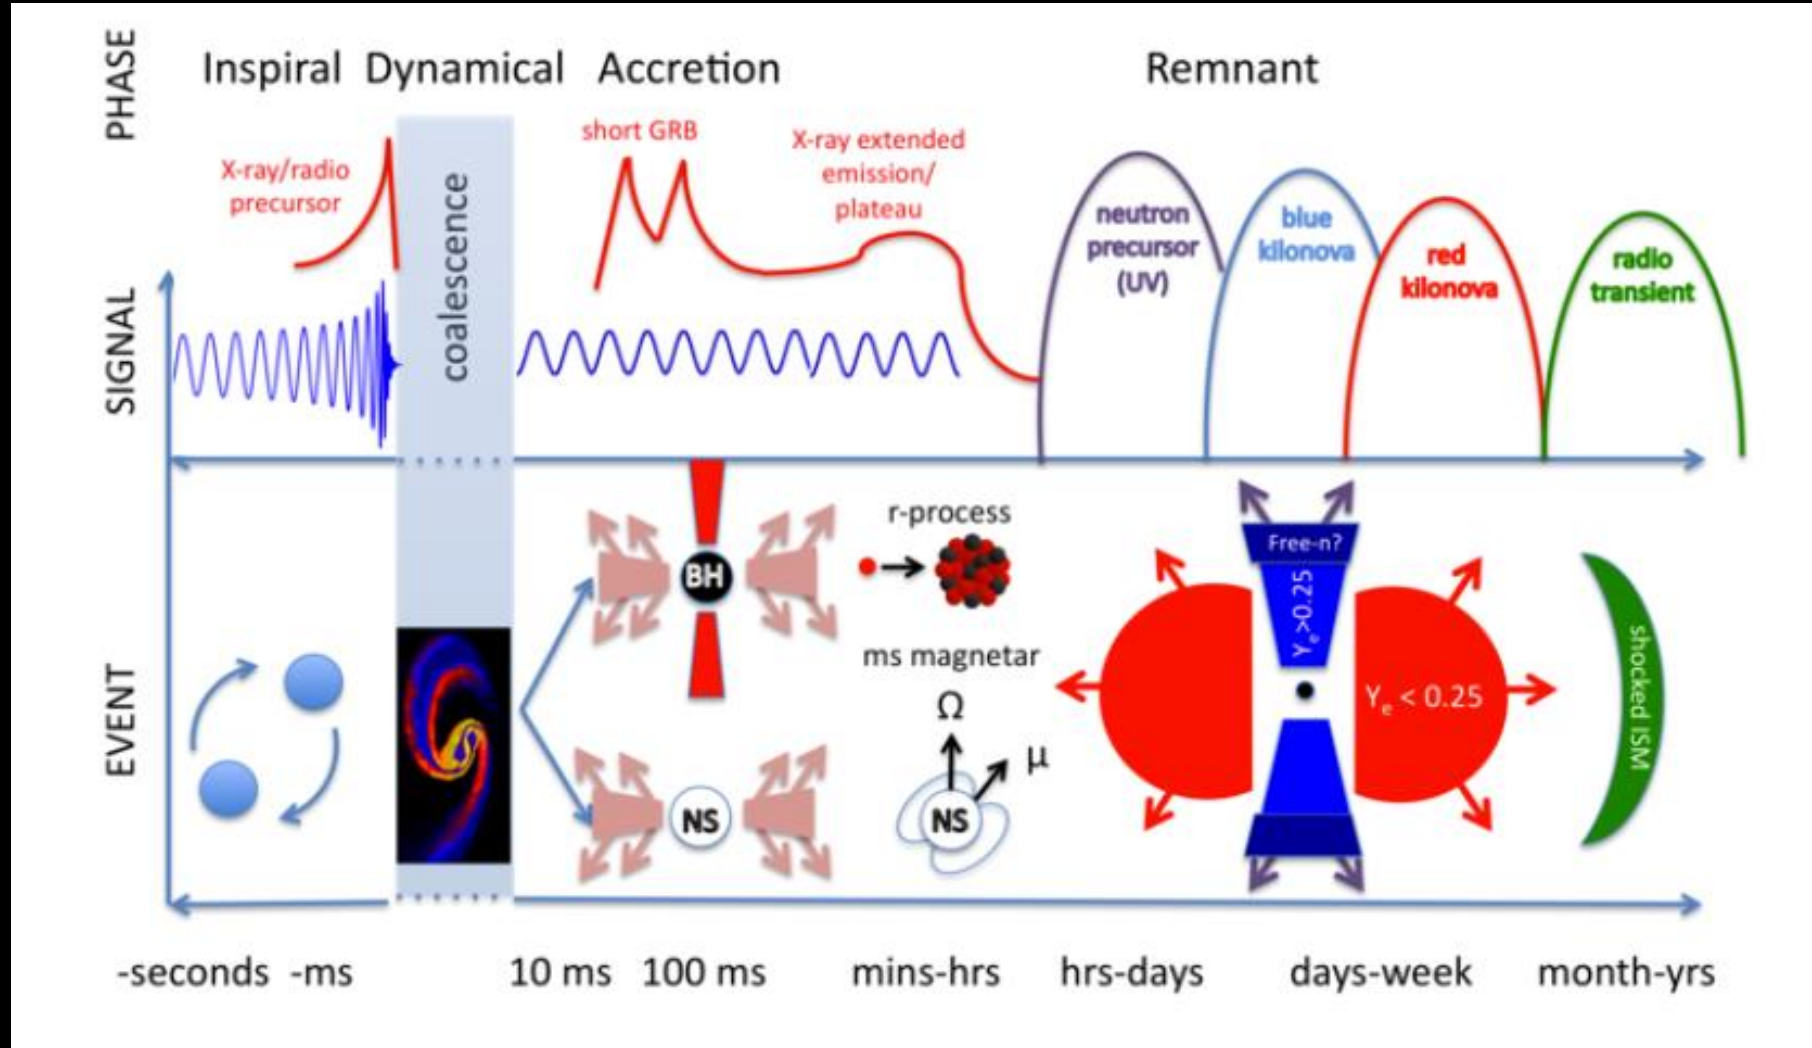 PHASE
Inspiral Dynamical Accretion Remnant
SIGNAL
X-ray/radio
precursor
coalescence
short GRB
X-ray extended
emission/
plateau
neutron
precursor
(UV)
blue
kilonova
red
kilonova
radio
transient
EVENT
BH
NS
r-process
ms magnetar
Ω
μ
NS
Free-n?
Ye>0.25
Ye < 0.25
shocked ISM
-seconds -ms 10 ms 100 ms mins-hrs hrs-days days-week month-yrs